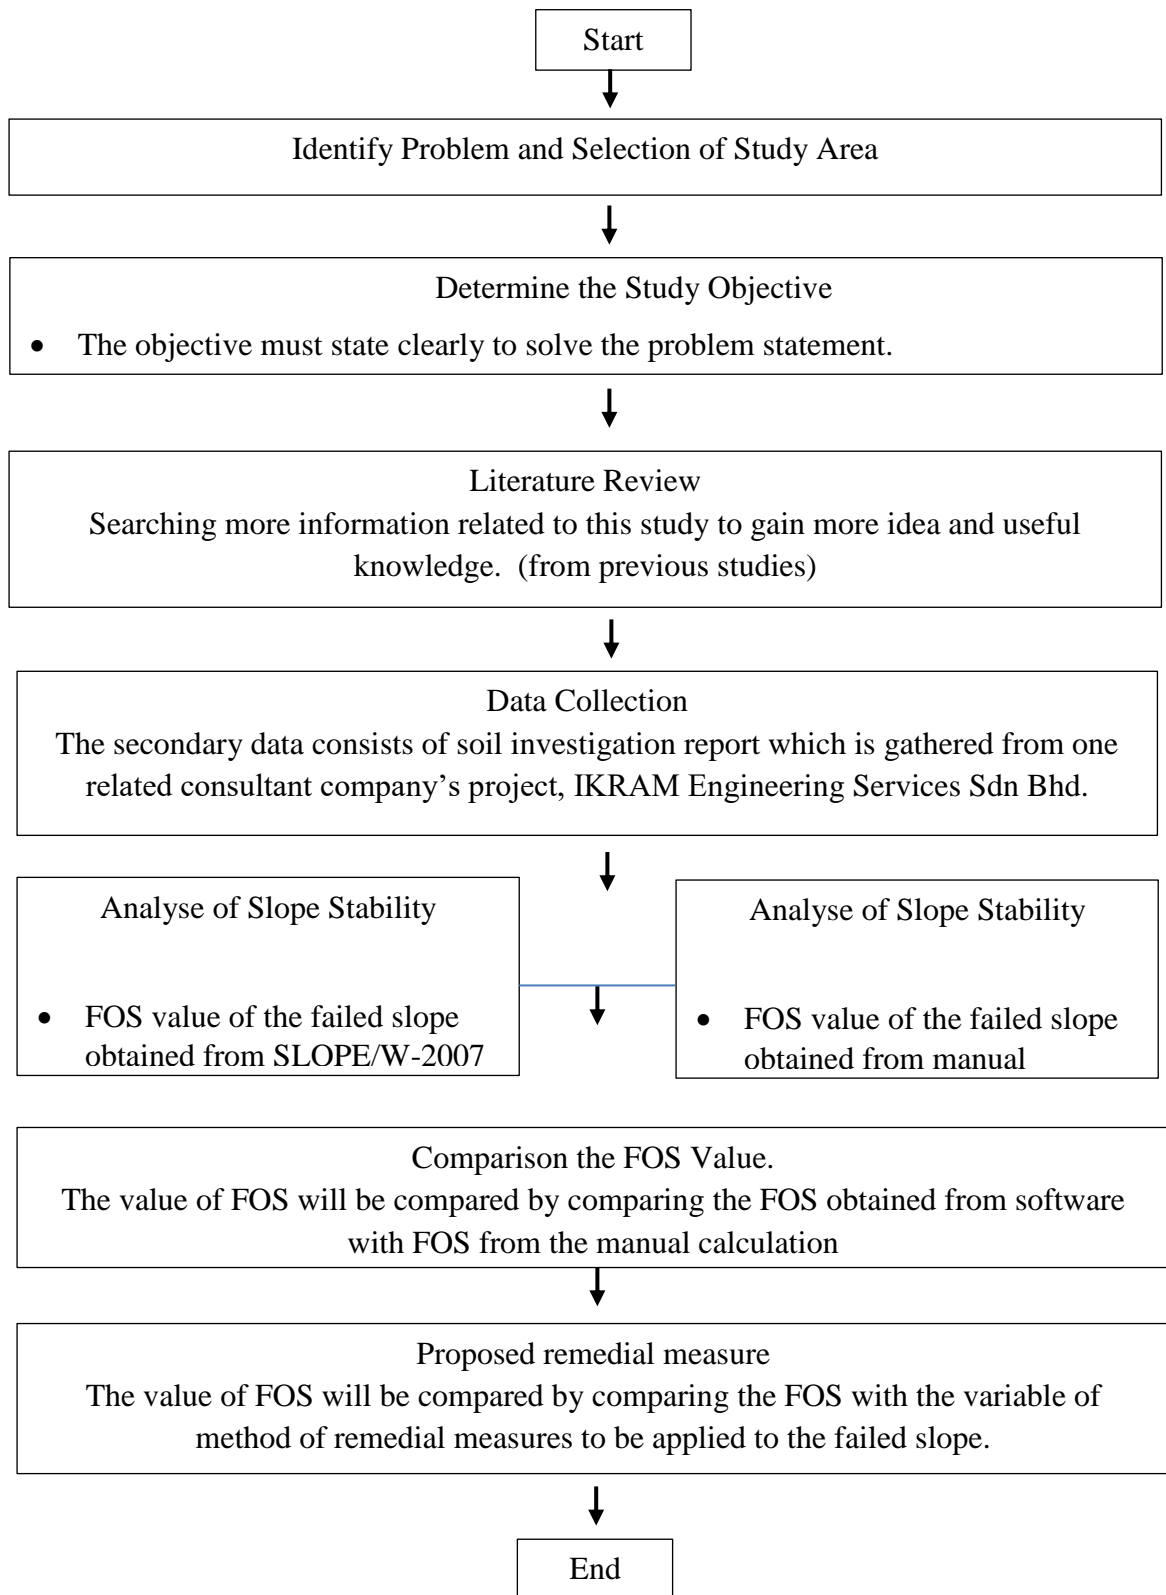 Start
Identify Problem and Selection of Study Area
Determine the Study Objective
• The objective must state clearly to solve the problem statement.
Literature Review
Searching more information related to this study to gain more idea and useful
knowledge. (from previous studies)
Data Collection
The secondary data consists of soil investigation report which is gathered from one
related consultant company’s project, IKRAM Engineering Services Sdn Bhd.
Analyse of Slope Stability
• FOS value of the failed slope
obtained from SLOPE/W-2007
Analyse of Slope Stability
• FOS value of the failed slope
obtained from manual
Comparison the FOS Value.
The value of FOS will be compared by comparing the FOS obtained from software
with FOS from the manual calculation
Proposed remedial measure
The value of FOS will be compared by comparing the FOS with the variable of
method of remedial measures to be applied to the failed slope.
End